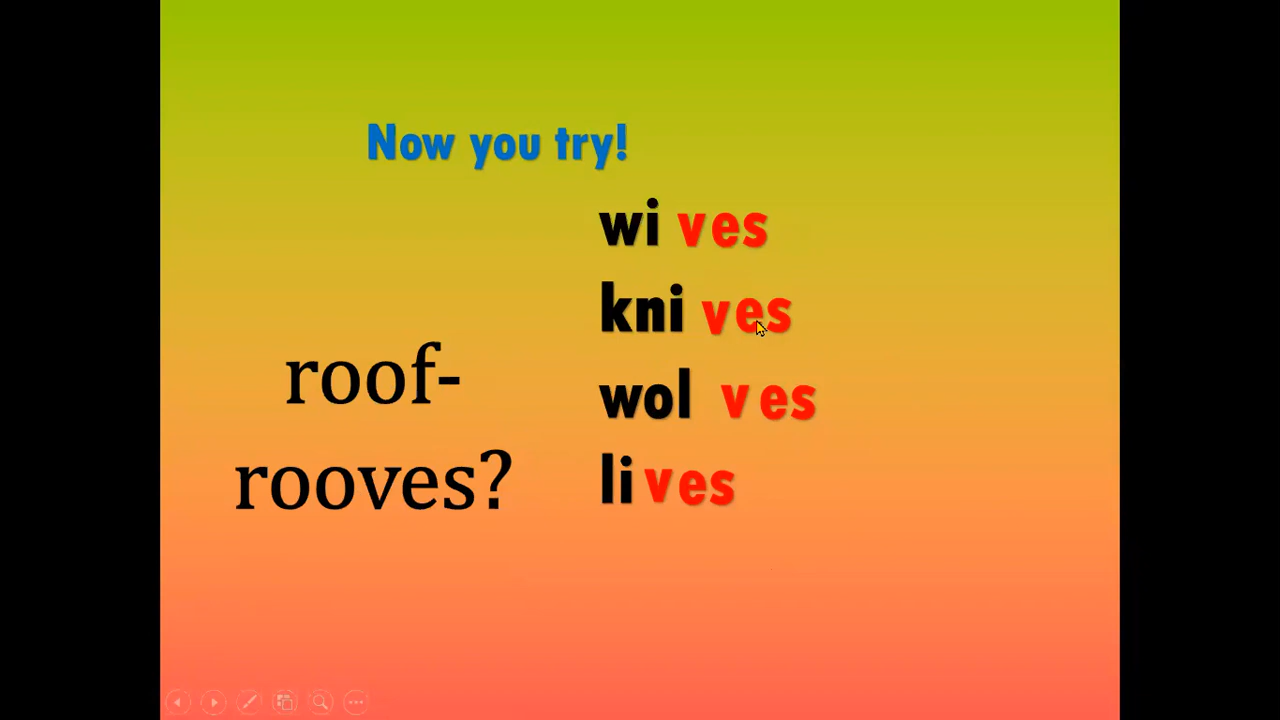 Now you try!
wi ves
kni ves
wol ves
li ves
roof-
rooves?